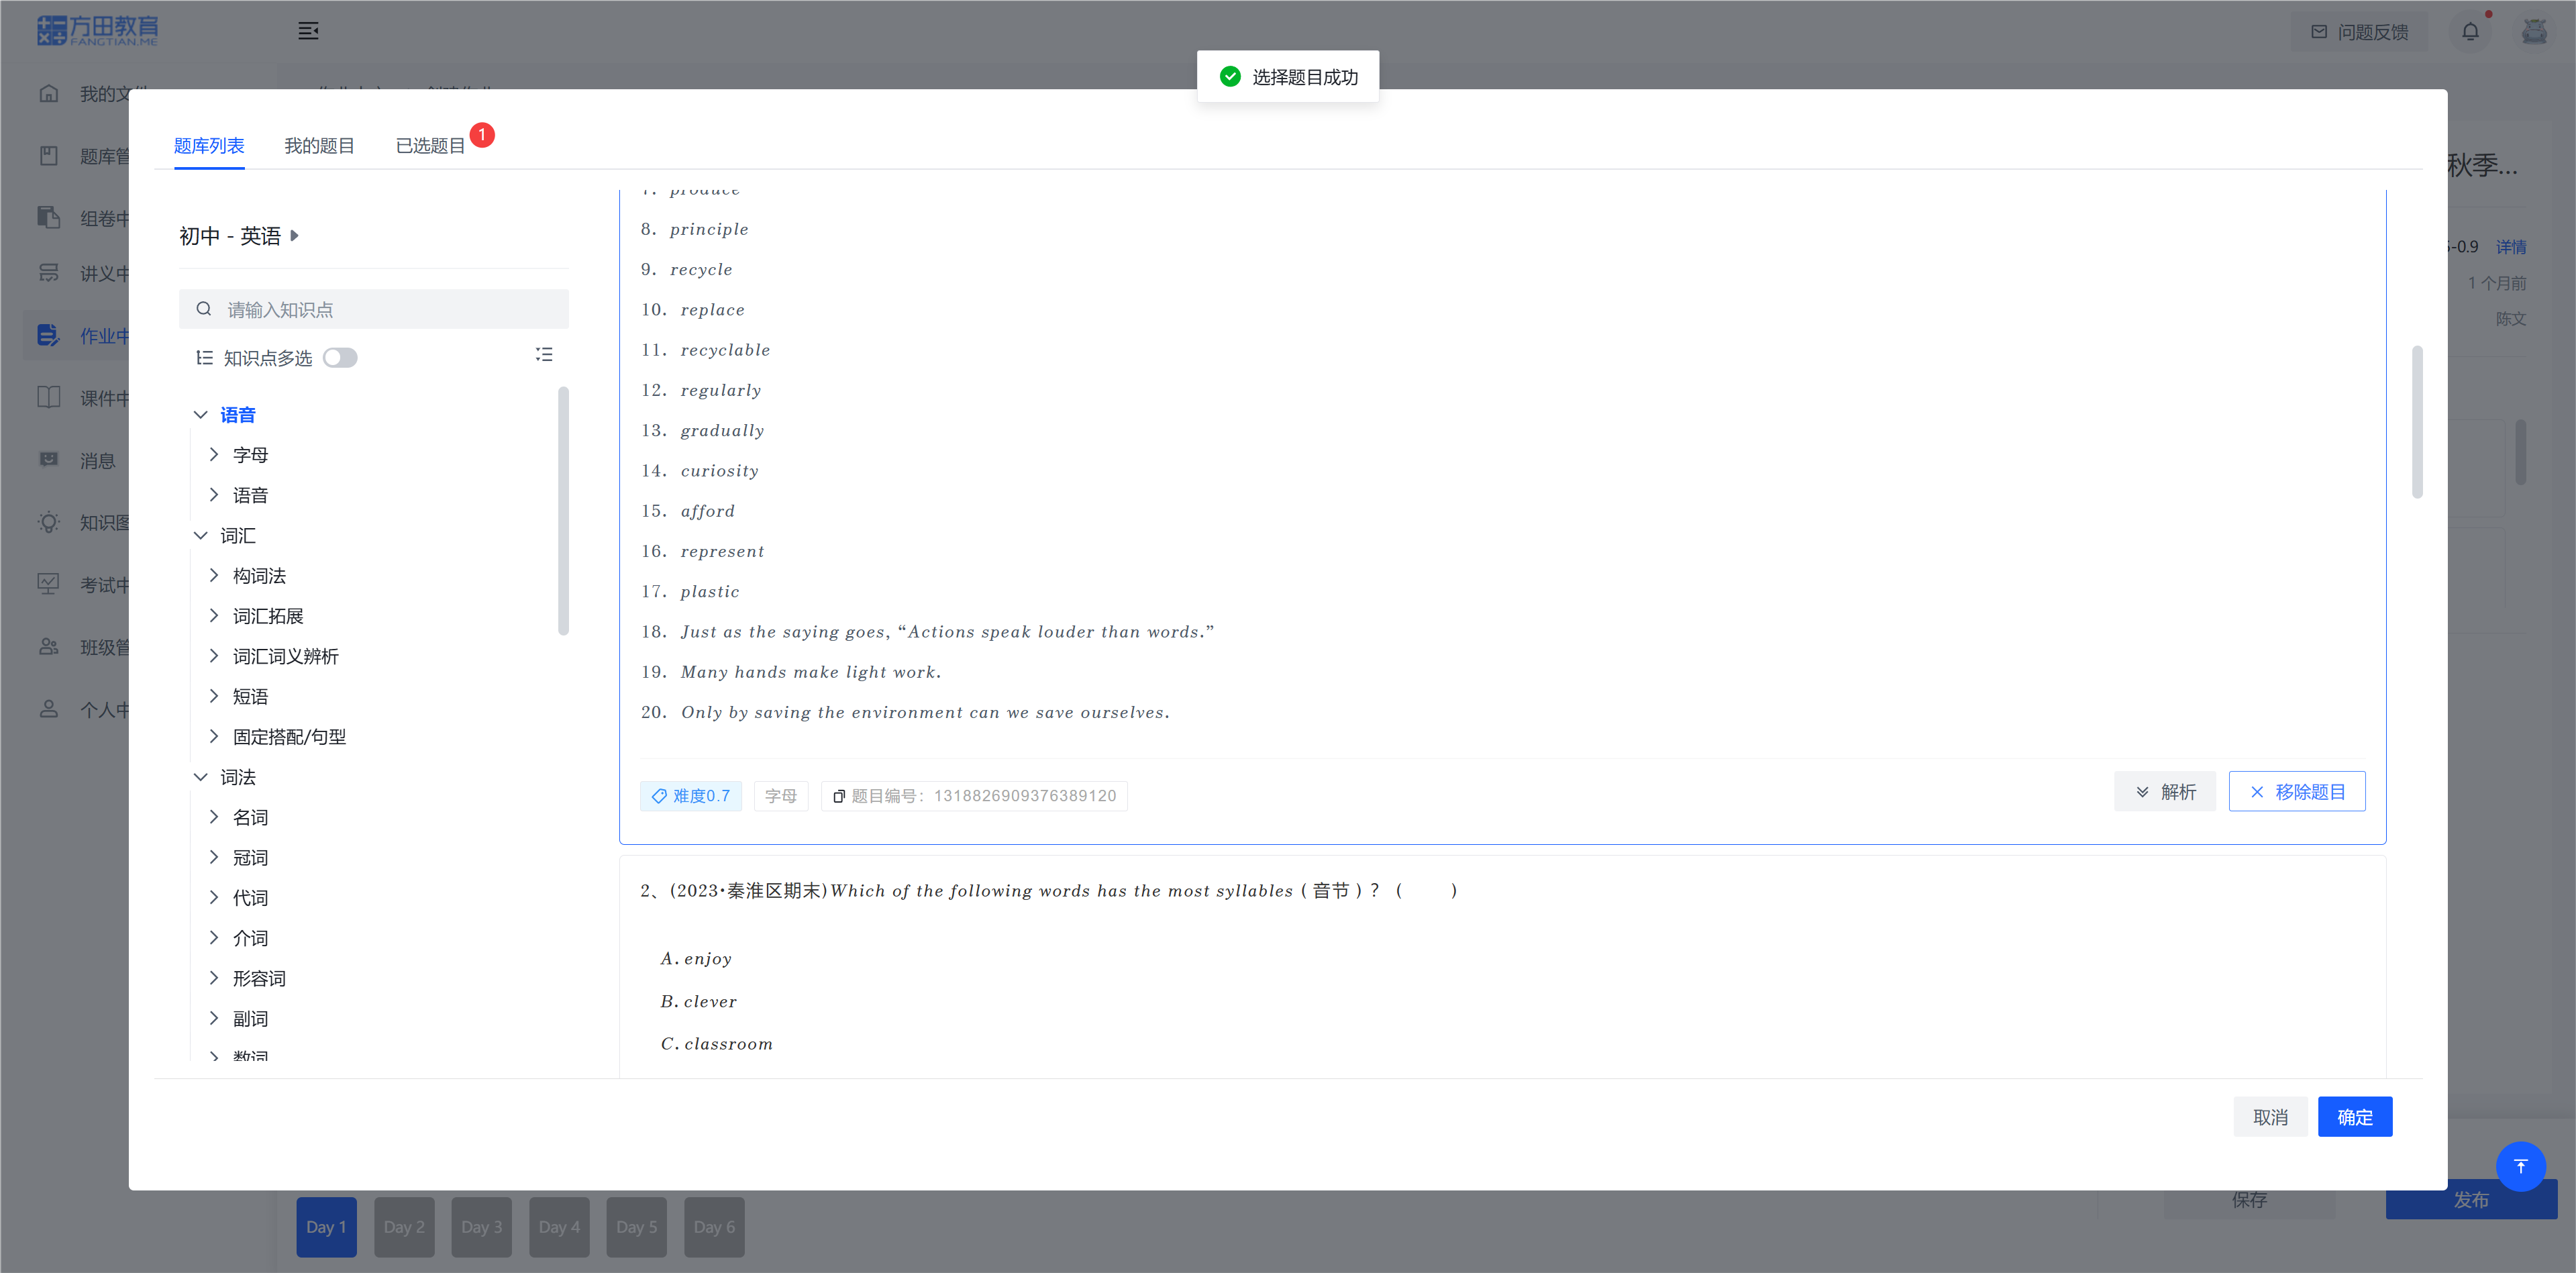 方田教育
FANGTIAN.ME
问题反馈
选择题目成功
我的文件
题库列表
我的题目
已选题目
1
题库管
组卷中
讲义中
作业中
课件中
消息
知识图
考试中
班级管
个人中
秋季...
-0.9 详情
1 个月前
陈文
初中 - 英语
请输入知识点
知识点多选
语音
字母
语音
词汇
构词法
词汇拓展
词汇词义辨析
短语
固定搭配/句型
词法
名词
冠词
代词
介词
形容词
副词
数词
7. produce
8. principle
9. recycle
10. replace
11. recyclable
12. regularly
13. gradually
14. curiosity
15. afford
16. represent
17. plastic
18. Just as the saying goes, “Actions speak louder than words.”
19. Many hands make light work.
20. Only by saving the environment can we save ourselves.
难度0.7
字母
题目编号：1318826909376389120
解析
移除题目
2、(2023·秦淮区期末)Which of the following words has the most syllables（音节）？（　　）
A. enjoy
B. clever
C. classroom
取消
确定
保存
发布
Day 1
Day 2
Day 3
Day 4
Day 5
Day 6